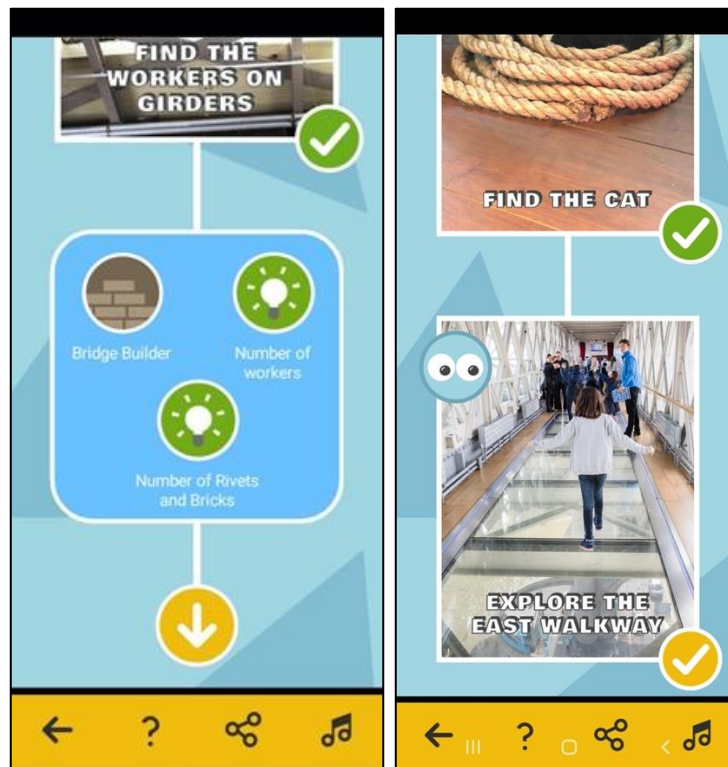 FIND THE
WORKERS ON
GIRDERS
Bridge Builder
Number of
workers
Number of Rivets
and Bricks
?
FIND THE CAT
EXPLORE THE
EAST WALKWAY
?